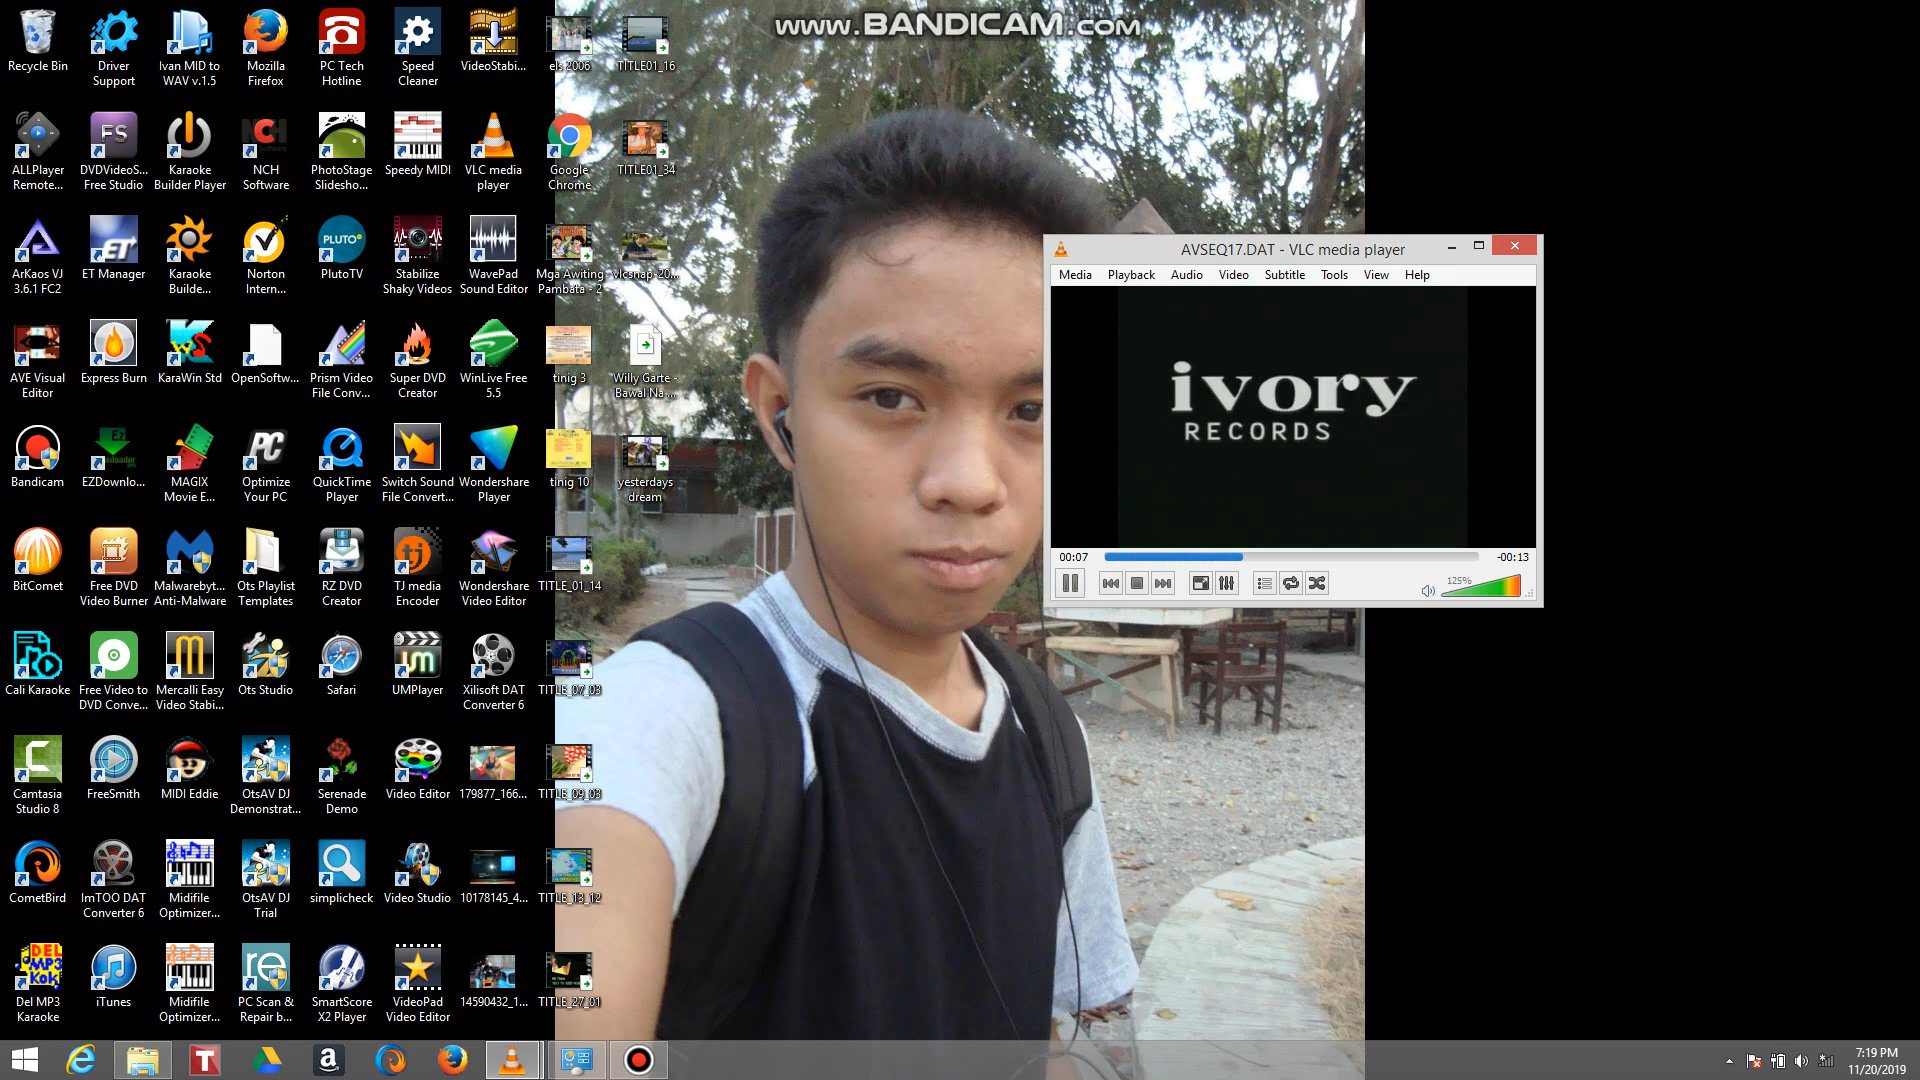 www.BANDICAM.com
Recycle Bin
Driver
Support
Ivan MID to
WAV v.1.5
Mozilla
Firefox
PC Tech
Hotline
Speed
Cleaner
VideoStabi...
els 2006
TITLE01_16
ALLPlayer
Remote...
DVDVideoS...
Free Studio
Karaoke
Builder Player
NCH
Software
PhotoStage
Slidesho...
Speedy MIDI
VLC media
player
Google
Chrome
TITLE01_34
ArKaos VJ
3.6.1 FC2
ET Manager
Karaoke
Builde...
Norton
Intern...
PlutoTV
Stabilize
Shaky Videos
WavePad
Sound Editor
Mga Awiting
Pambata - 2
vlcsnap-20...
AVE Visual
Editor
Express Burn
KaraWin Std
OpenSoftw...
Prism Video
File Conv...
Super DVD
Creator
WinLive Free
5.5
tinig 3
Willy Garte -
Bawal Na ...
Bandicam
EZDownlo...
MAGIX
Movie E...
Optimize
Your PC
QuickTime
Player
Switch Sound
File Convert...
Wondershare
Player
tinig 10
yesterdays
dream
BitComet
Free DVD
Video Burner
Malwarebyt...
Anti-Malware
Ots Playlist
Templates
RZ DVD
Creator
TJ media
Encoder
Wondershare
Video Editor
TITLE_01_14
Cali Karaoke
Free Video to
DVD Conve...
Mercalli Easy
Video Stabi...
Ots Studio
Safari
UMPlayer
Xilisoft DAT
Converter 6
TITLE_07_03
Camtasia
Studio 8
FreeSmith
MIDI Eddie
OtsAV DJ
Demonstrat...
Serenade
Demo
Video Editor
179877_166...
TITLE_09_03
CometBird
ImTOO DAT
Converter 6
Midifile
Optimizer...
OtsAV DJ
Trial
simplicheck
Video Studio
10178145_4...
TITLE_13_12
Del MP3
Karaoke
iTunes
Midifile
Optimizer...
PC Scan &
Repair b...
SmartScore
X2 Player
VideoPad
Video Editor
14590432_1...
TITLE_27_01
AVSEQ17.DAT - VLC media player
Media Playback Audio Video Subtitle Tools View Help
ivory
RECORDS
00:07
-00:13
125%
7:19 PM
11/20/2019